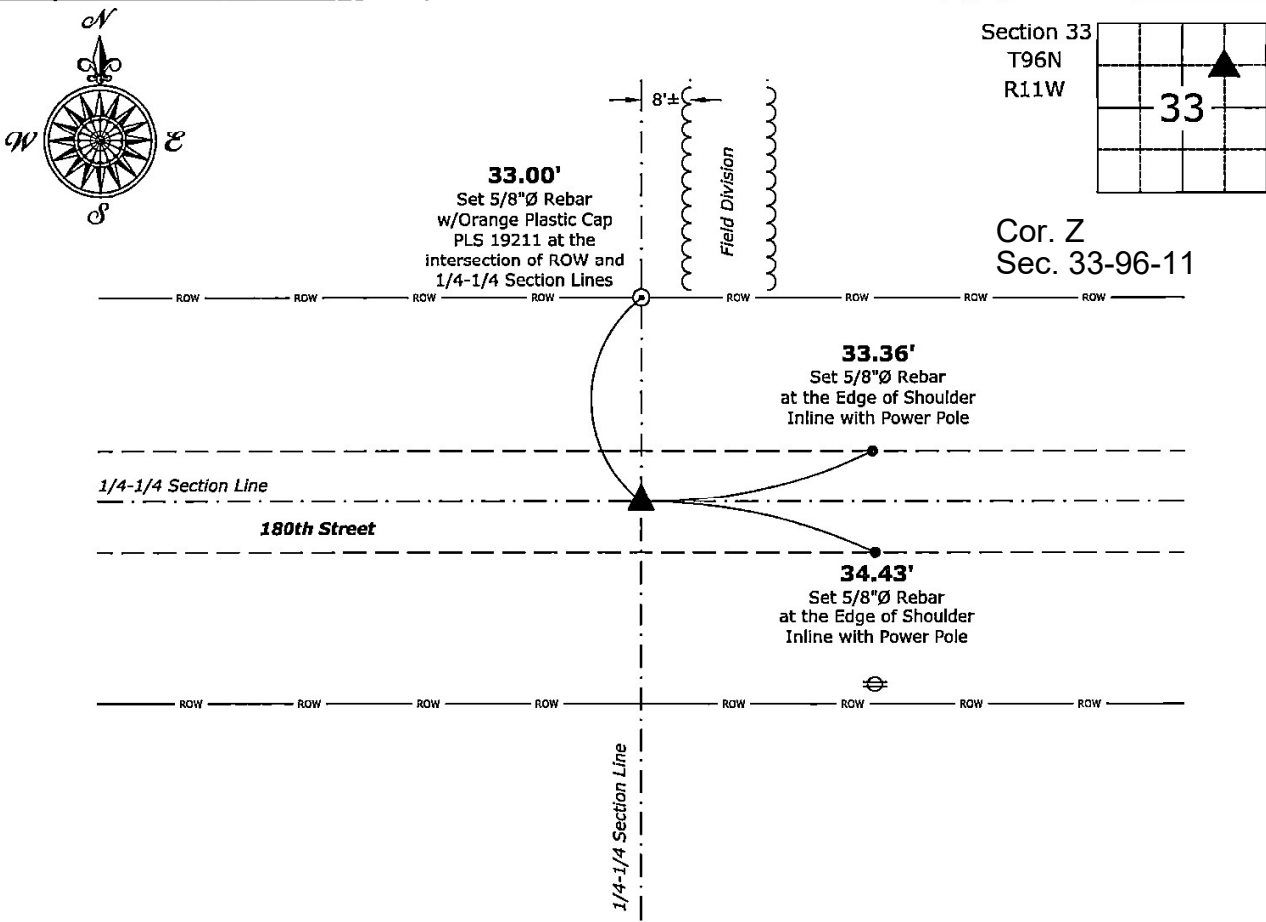 N
W
E
S
Section 33
T96N
R11W
33
Cor. Z
Sec. 33-96-11
8'±
Field Division
33.00'
Set 5/8"Ø Rebar
w/Orange Plastic Cap
PLS 19211 at the
intersection of ROW and
1/4-1/4 Section Lines
ROW ROW ROW ROW ROW ROW ROW ROW
33.36'
Set 5/8"Ø Rebar
at the Edge of Shoulder
Inline with Power Pole
1/4-1/4 Section Line
180th Street
34.43'
Set 5/8"Ø Rebar
at the Edge of Shoulder
Inline with Power Pole
ROW ROW ROW ROW ROW ROW ROW ROW
1/4-1/4 Section Line